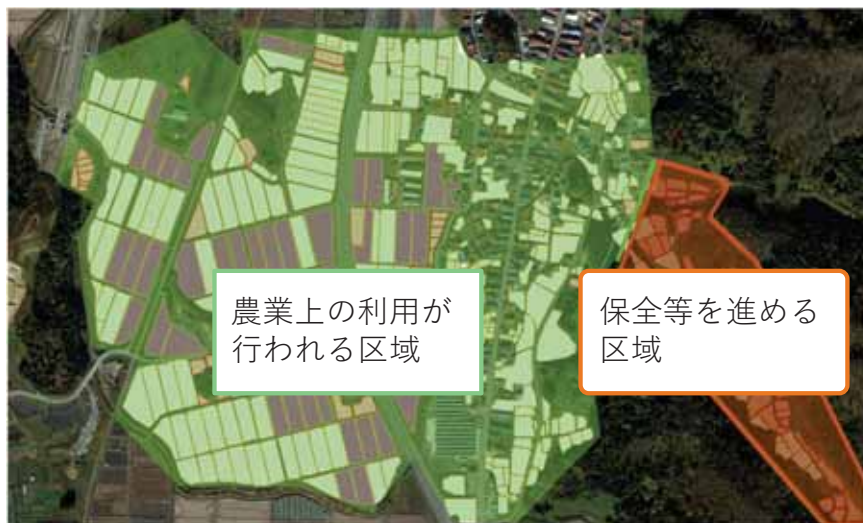 農業上の利用が
行われる区域
保全等を進める
区域